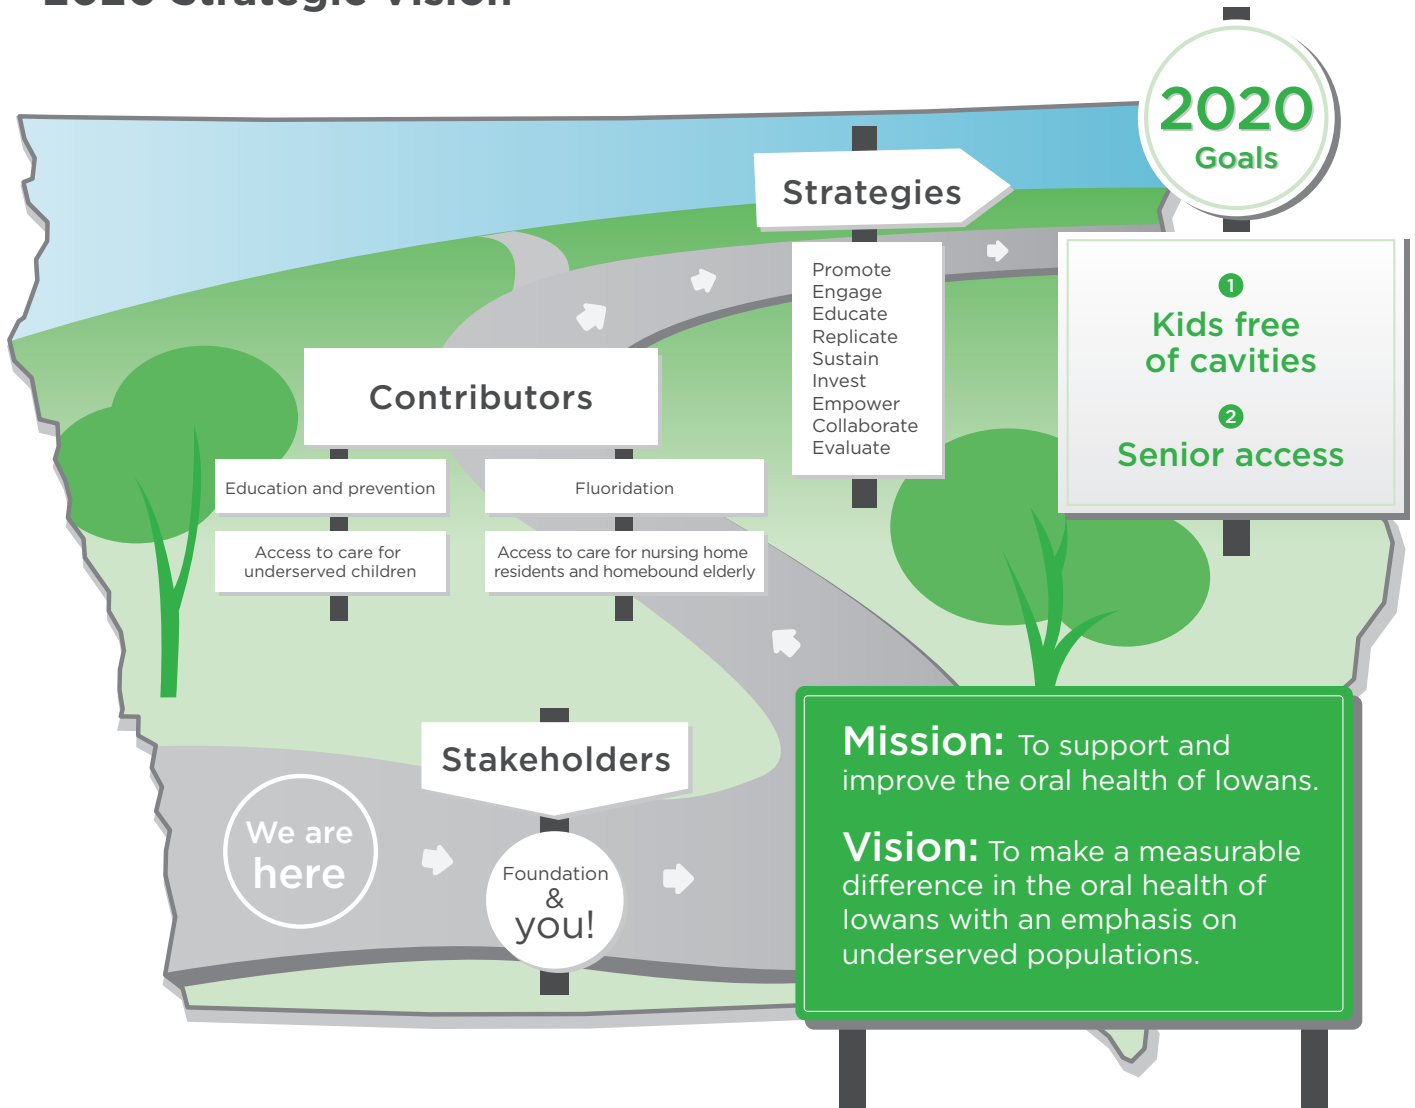 2020 Strategic Vision
2020
Goals
Strategies
Promote
Engage
Educate
Replicate
Sustain
Invest
Empower
Collaborate
Evaluate
1
Kids free
of cavities
2
Senior access
Contributors
Education and prevention
Fluoridation
Access to care for
underserved children
Access to care for nursing home
residents and homebound elderly
Stakeholders
We are
here
Foundation
&
you!
Mission: To support and
improve the oral health of Iowans.
Vision: To make a measurable
difference in the oral health of
Iowans with an emphasis on
underserved populations.